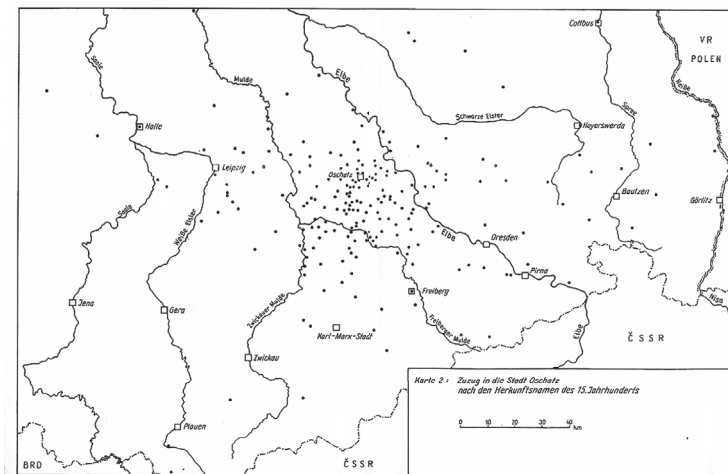 Cottbus
VR
POLEN
Saale
Mulde
Elbe
Spree
Neiße
Halle
Schwarze Elster
Hoyerswerda
Leipzig
Oschatz
Bautzen
Görlitz
Saale
Weiße Elster
Elbe
Dresden
Pirna
Jena
Gera
Zwickauer Mulde
Freiberg
Nisa
Karl-Marx-Stadt
Freiberger Mulde
Elbe
ČSSR
Zwickau
Plauen
BRD
ČSSR
Karte 2: Zuzug in die Stadt Oschatz
nach den Herkunftsnamen des 15. Jahrhunderts
0 10 20 30 40
km